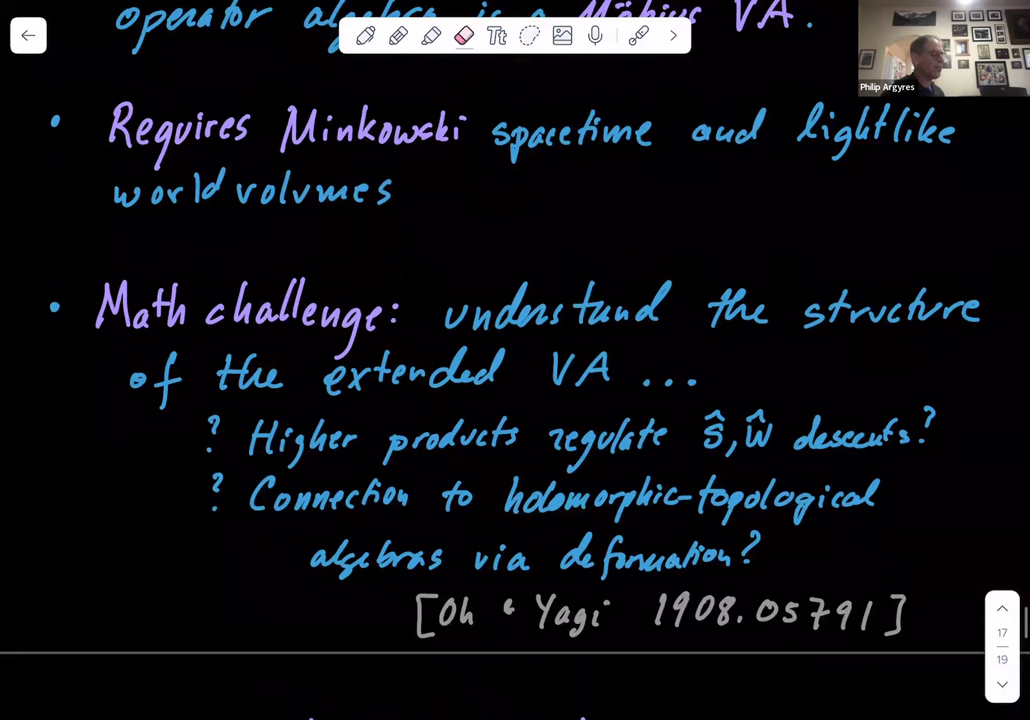 operator algebra is a Möbius VA.
Tt
Philip Argyres
• Requires Minkowski spacetime and lightlike
world volumes
• Math challenge: understand the structure
of the extended VA ...
? Higher products regulate Ŝ, Ŵ descents?
? Connection to holomorphic-topological
algebras via deformation?
[Oh & Yagi 1908.05791]
17
19